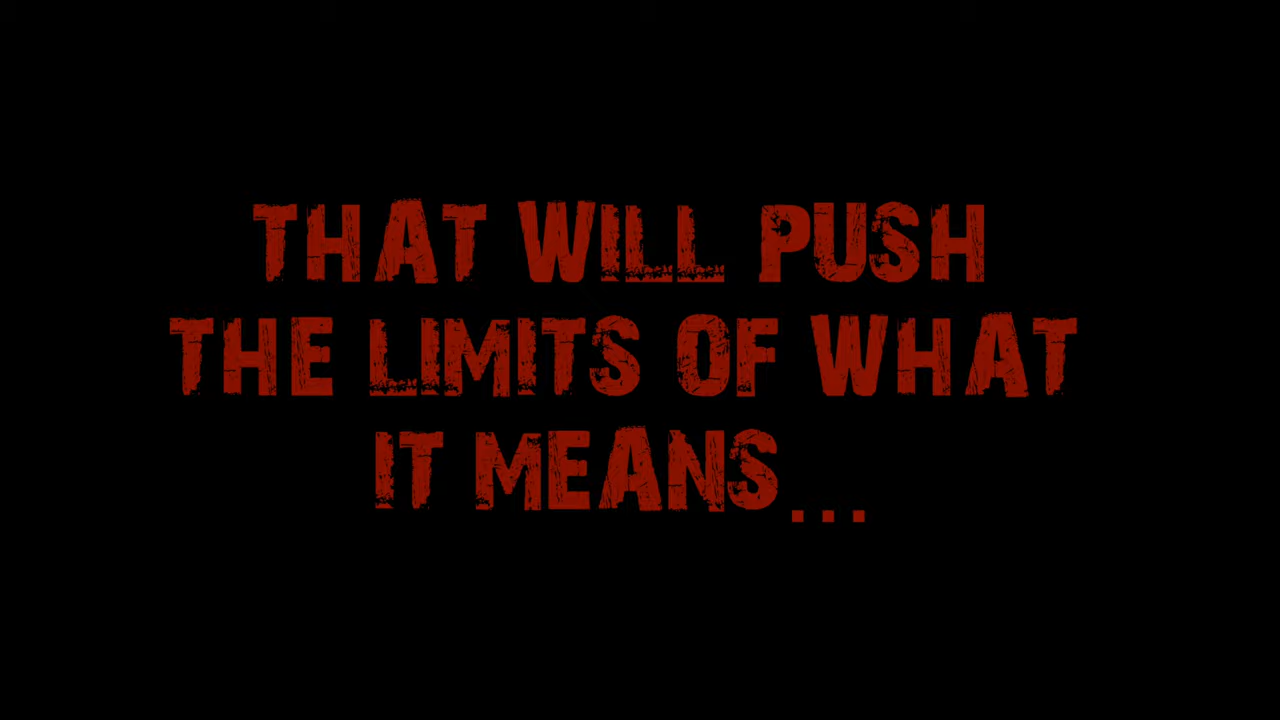 THAT WILL PUSH
THE LIMITS OF WHAT
IT MEANS...